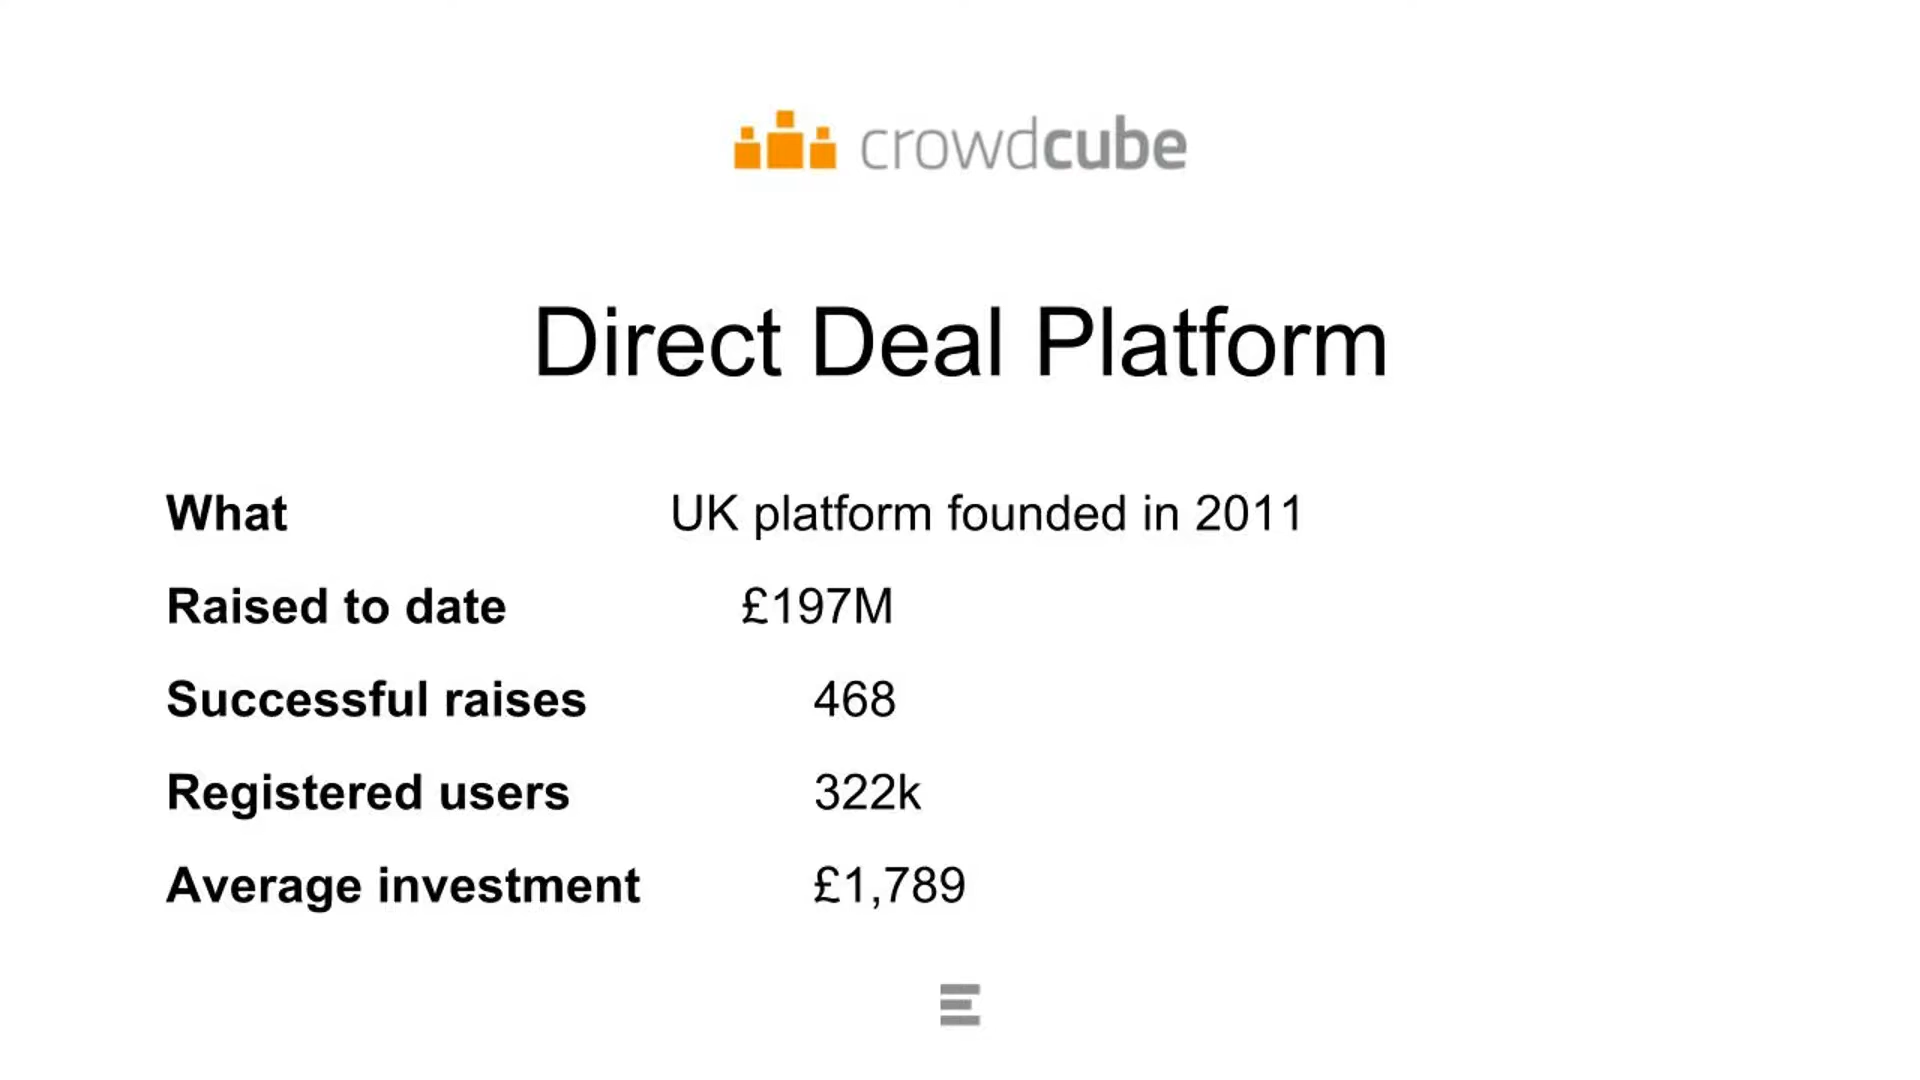 crowdcube
Direct Deal Platform
What UK platform founded in 2011
Raised to date £197M
Successful raises 468
Registered users 322k
Average investment £1,789